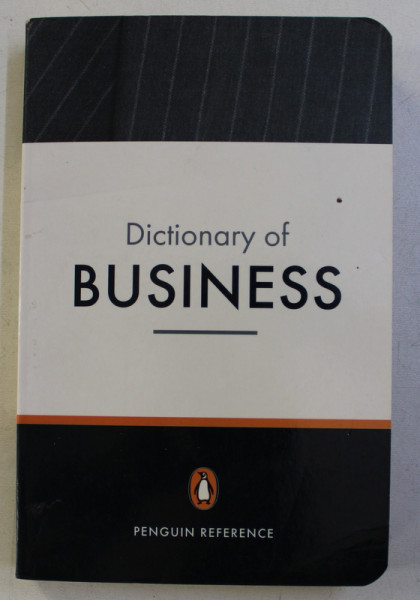 Dictionary of
BUSINESS
PENGUIN REFERENCE